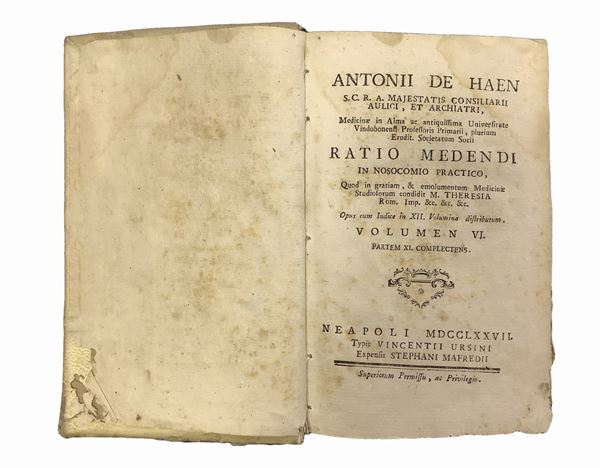 ANTONII DE HAEN
S. C. R. A. MAJESTATIS CONSILIARII
AULICI, ET ARCHIATRI,
Medicinæ in Alma ac antiquissima Universitate
Vindobonensi Professoris Primarii, plurium
Erudit. Societatum Socii
RATIO MEDENDI
IN NOSOCOMIO PRACTICO,
Quod in gratiam, & emolumentum Medicinæ
Studiosorum condidit M. THERESIA
Rom. Imp. &c. &c. &c.
Opus cum Indice in XII. Volumina distributum.
VOLUMEN VI.
PARTEM XI. COMPLECTENS.
NEAPOLI MDCCLXXVII.
Typis VINCENTII URSINI
Expensis STEPHANI MAFREDII
Superiorum Permissu, ac Privilegio.